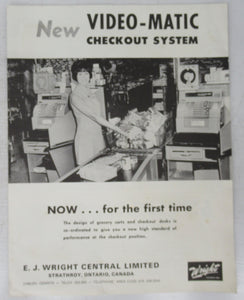 New VIDEO-MATIC
CHECKOUT SYSTEM
NOW . . . for the first time
The design of grocery carts and checkout desks is
co-ordinated to give you a new high standard of
performance at the checkout position.
E. J. WRIGHT CENTRAL LIMITED
STRATHROY, ONTARIO, CANADA
Wright